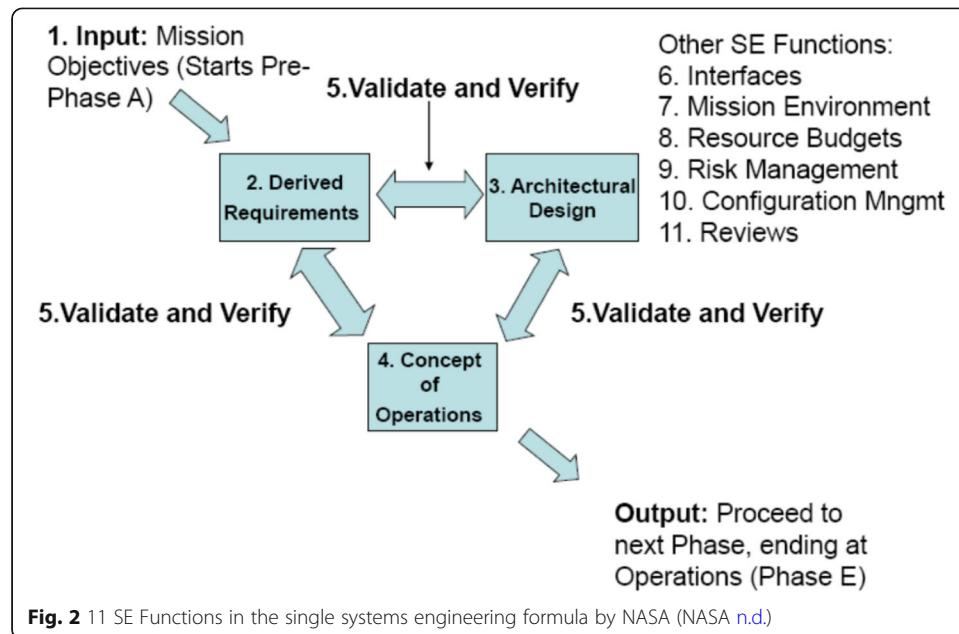 1. Input: Mission
Objectives (Starts Pre-
Phase A)
5.Validate and Verify
Other SE Functions:
6. Interfaces
7. Mission Environment
8. Resource Budgets
9. Risk Management
10. Configuration Mngmt
11. Reviews
2. Derived
Requirements
3. Architectural
Design
5.Validate and Verify
5.Validate and Verify
4. Concept
of
Operations
Output: Proceed to
next Phase, ending at
Operations (Phase E)
Fig. 2 11 SE Functions in the single systems engineering formula by NASA (NASA n.d.)